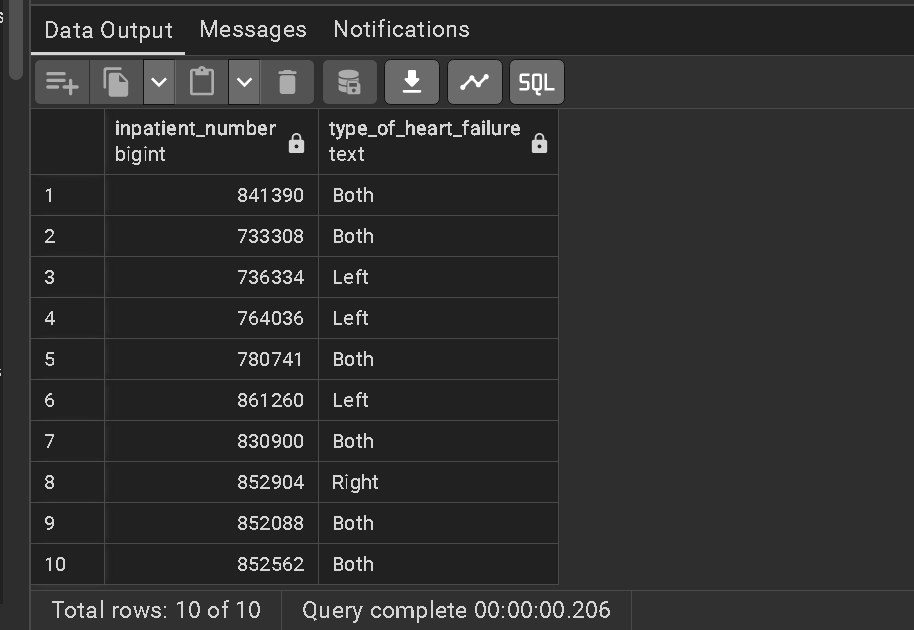 Data Output Messages Notifications
SQL
inpatient_number type_of_heart_failure
bigint text
1 841390 Both
2 733308 Both
3 736334 Left
4 764036 Left
5 780741 Both
6 861260 Left
7 830900 Both
8 852904 Right
9 852088 Both
10 852562 Both
Total rows: 10 of 10 Query complete 00:00:00.206